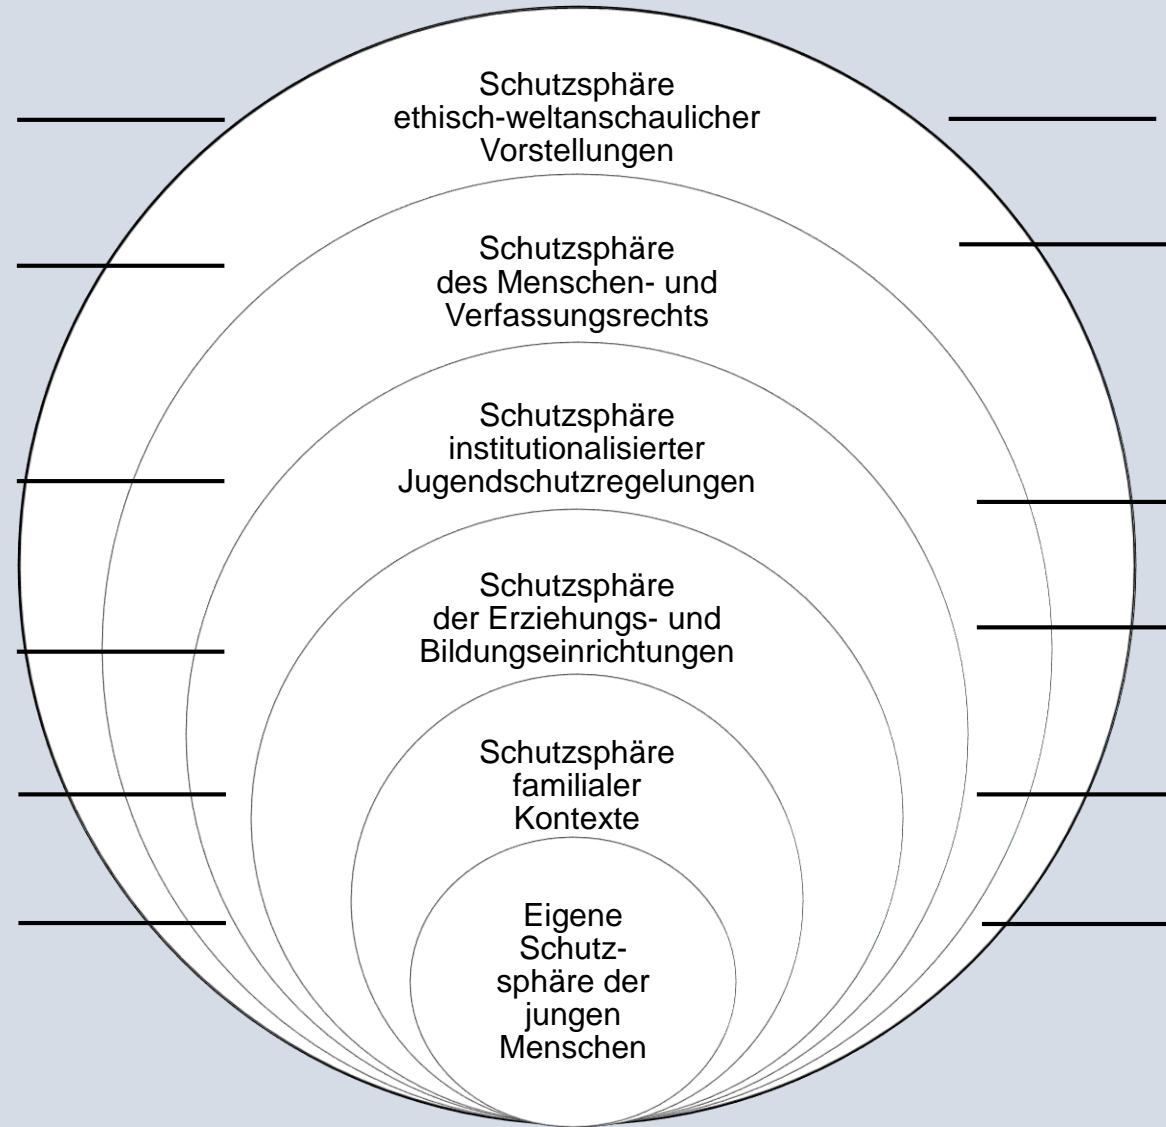 Schutzsphäre
ethisch-weltanschaulicher
Vorstellungen
Schutzsphäre
des Menschen- und
Verfassungsrechts
Schutzsphäre
institutionalisierter
Jugendschutzregelungen
Schutzsphäre
der Erziehungs- und
Bildungseinrichtungen
Schutzsphäre
familialer
Kontexte
Eigene
Schutz-
sphäre der
jungen
Menschen